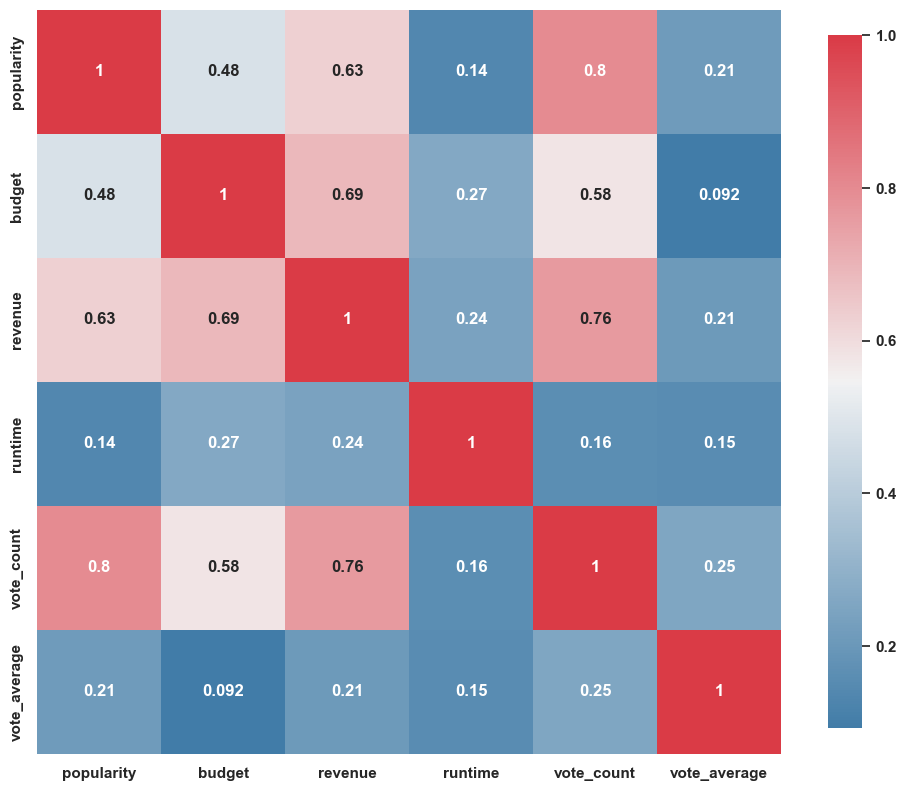 popularity 1 0.48 0.63 0.14 0.8 0.21
budget 0.48 1 0.69 0.27 0.58 0.092
revenue 0.63 0.69 1 0.24 0.76 0.21
runtime 0.14 0.27 0.24 1 0.16 0.15
vote_count 0.8 0.58 0.76 0.16 1 0.25
vote_average 0.21 0.092 0.21 0.15 0.25 1
popularity budget revenue runtime vote_count vote_average
1.0
0.8
0.6
0.4
0.2